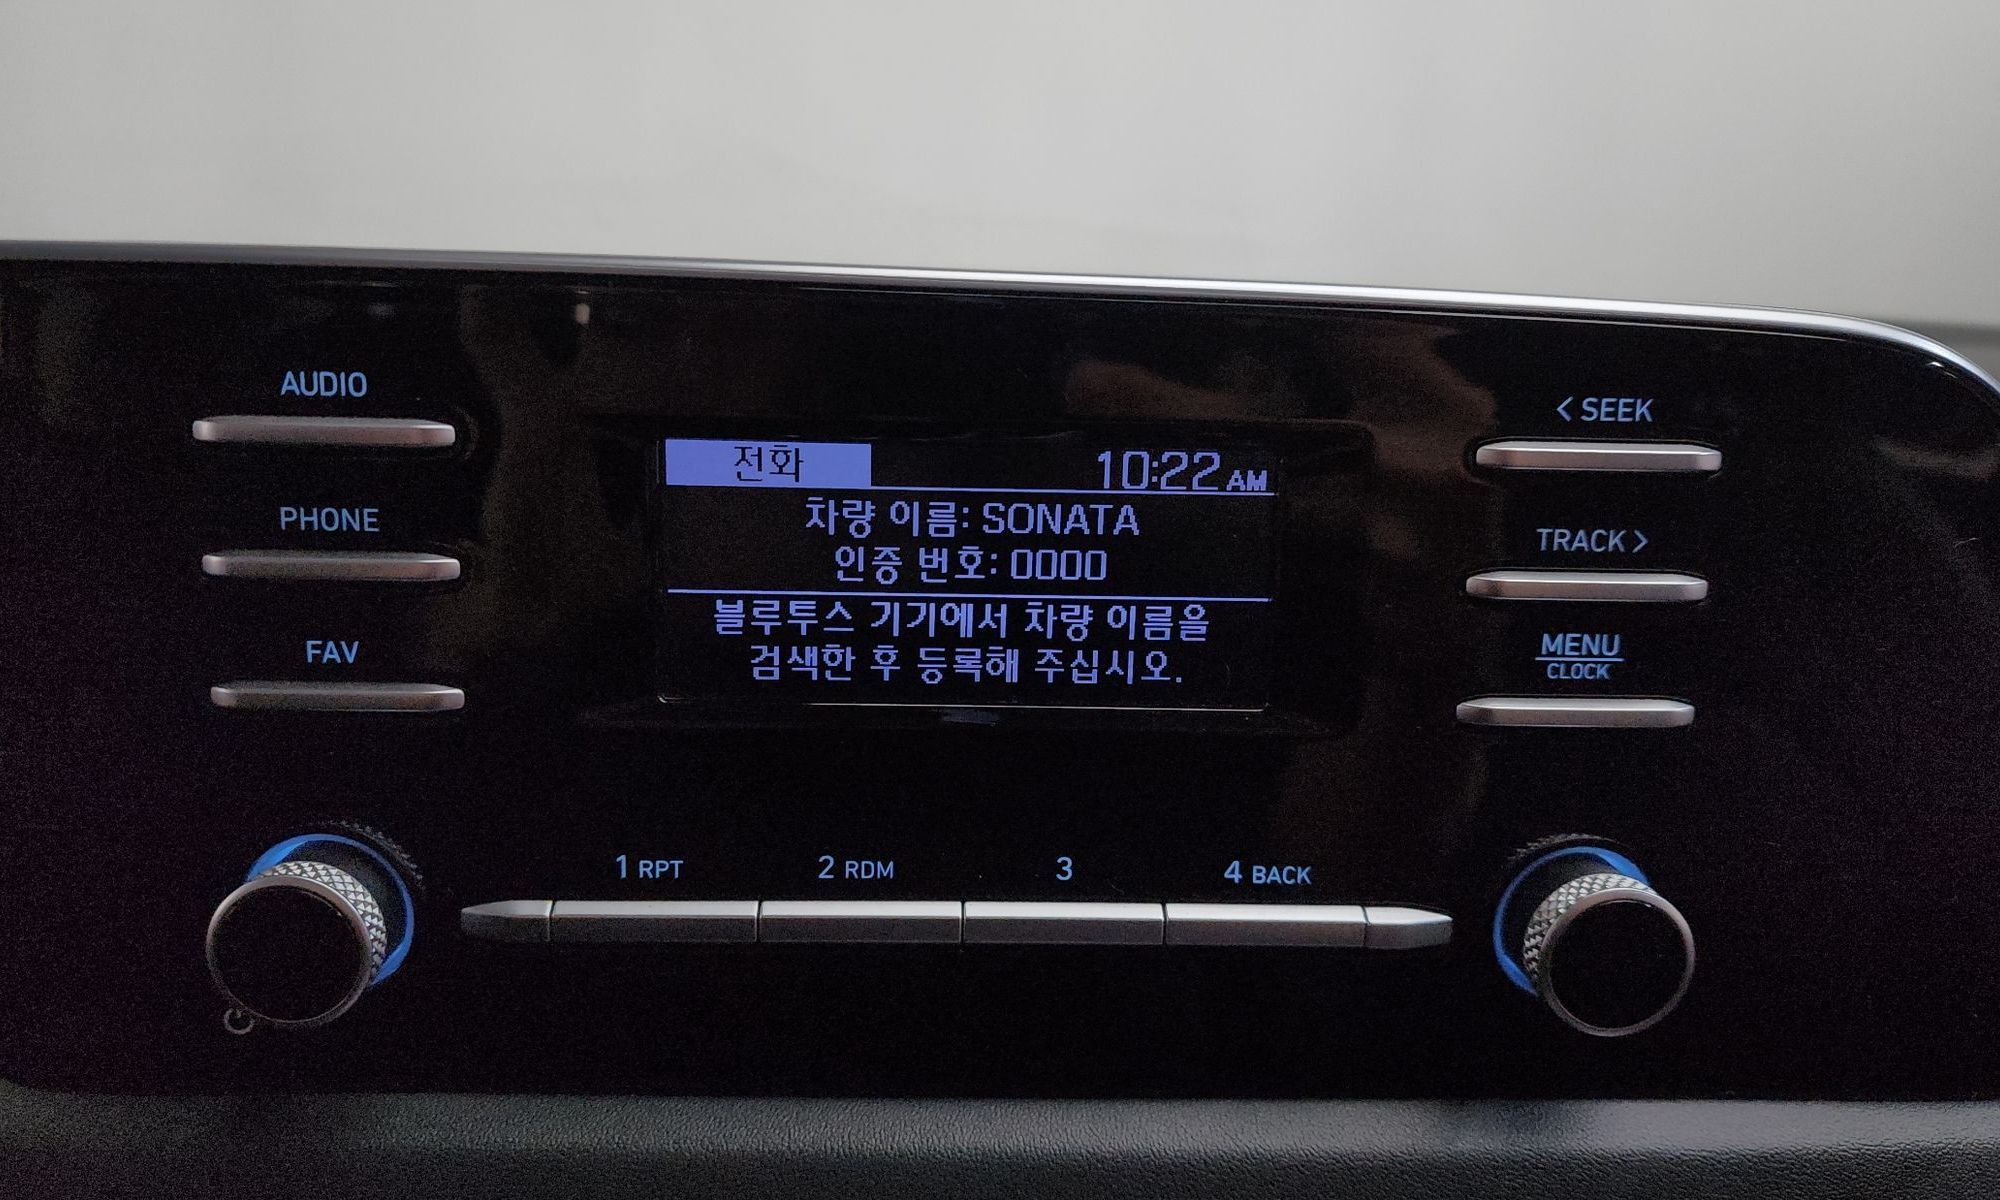 AUDIO
PHONE
FAV
전화 10:22 AM
차량 이름: SONATA
인증 번호: 0000
블루투스 기기에서 차량 이름을
검색한 후 등록해 주십시오.
< SEEK
TRACK >
MENU
CLOCK
1 RPT 2 RDM 3 4 BACK